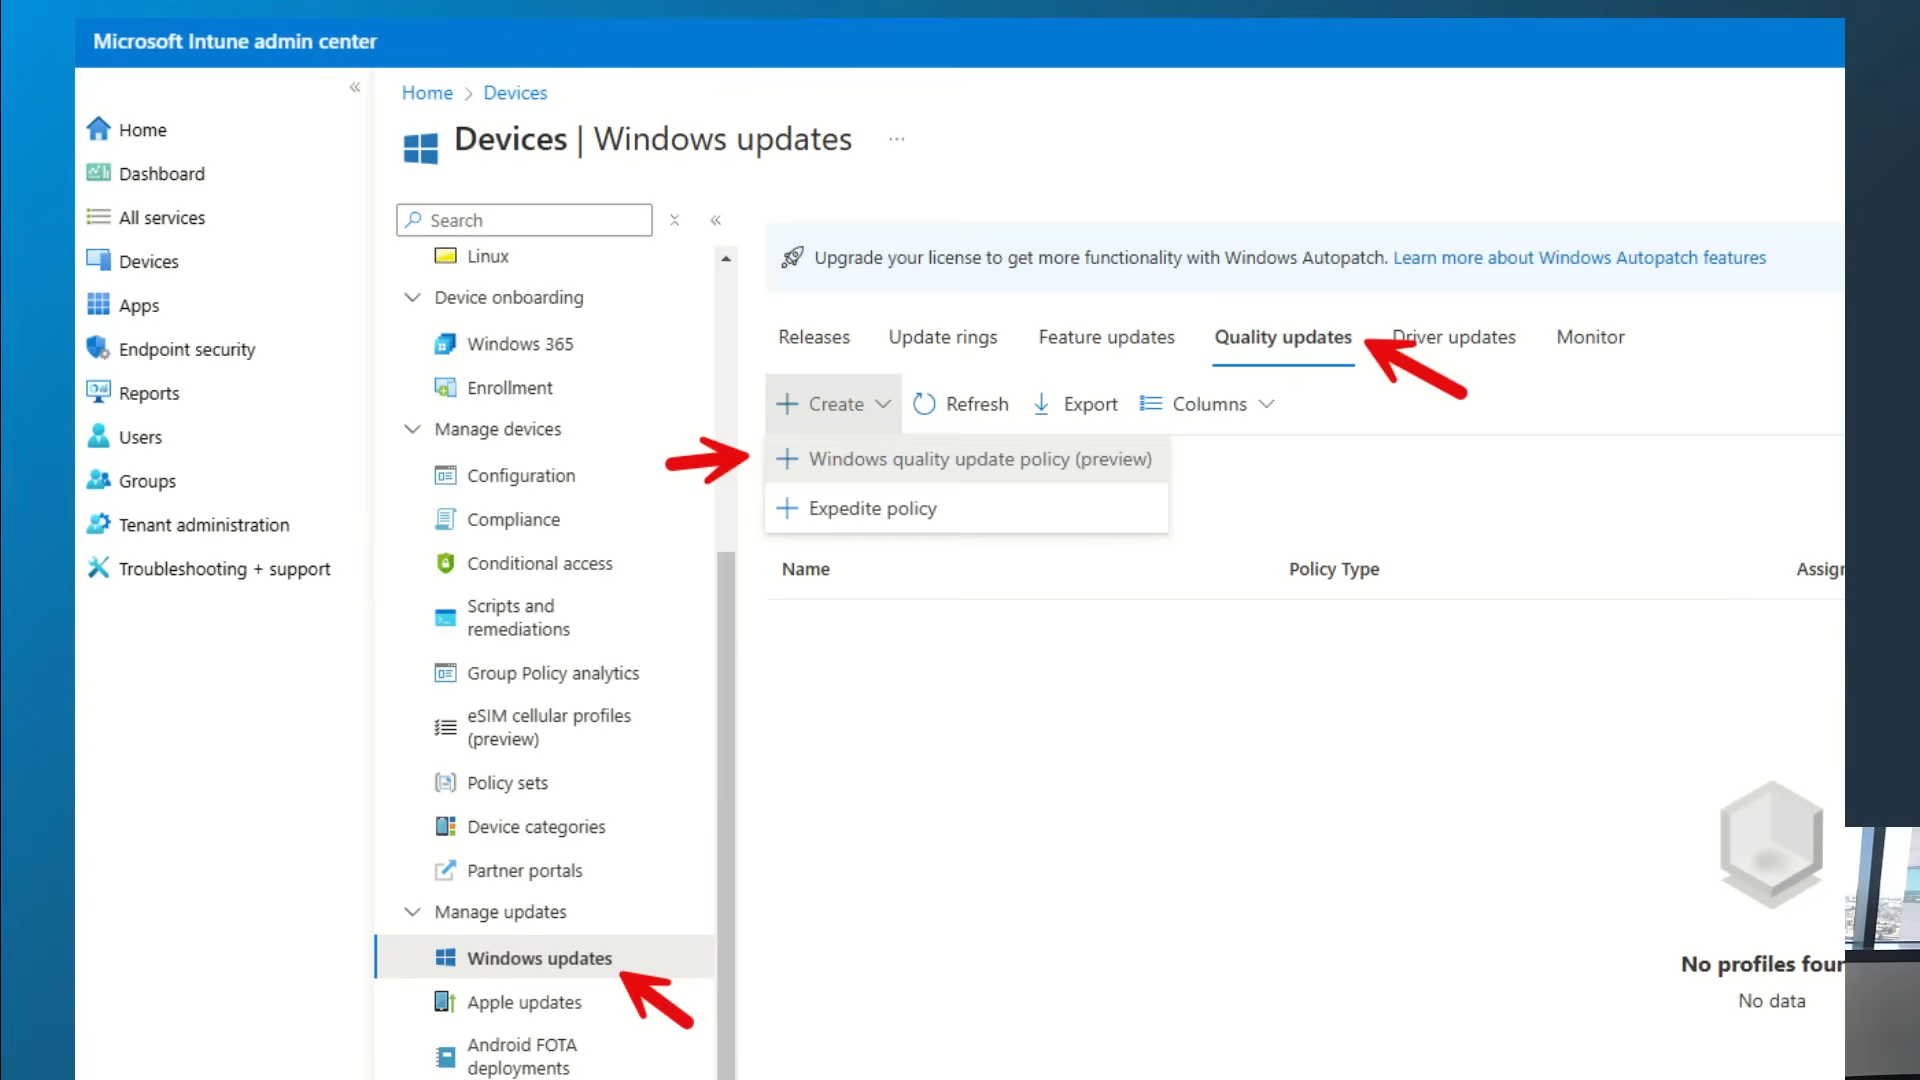 Microsoft Intune admin center
Home
Dashboard
All services
Devices
Apps
Endpoint security
Reports
Users
Groups
Tenant administration
Troubleshooting + support
Home > Devices
Devices | Windows updates ...
Search
Linux
Device onboarding
Windows 365
Enrollment
Manage devices
Configuration
Compliance
Conditional access
Scripts and
remediations
Group Policy analytics
eSIM cellular profiles
(preview)
Policy sets
Device categories
Partner portals
Manage updates
Windows updates
Apple updates
Android FOTA
deployments
Upgrade your license to get more functionality with Windows Autopatch. Learn more about Windows Autopatch features
Releases Update rings Feature updates Quality updates Driver updates Monitor
Create Refresh Export Columns
Windows quality update policy (preview)
Expedite policy
Name Policy Type Assign
No profiles four
No data